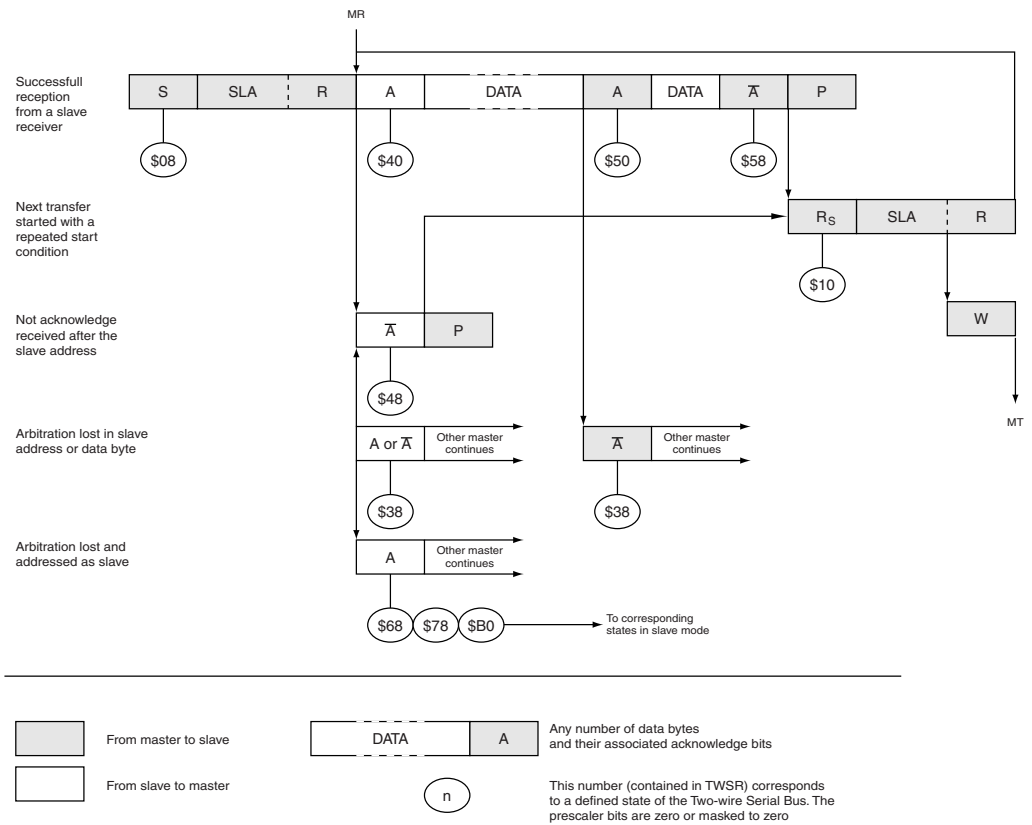 MR
Successfull
reception
from a slave
receiver
S SLA R A DATA A DATA A̅ P
$08 $40 $50 $58
Next transfer
started with a
repeated start
condition
RS SLA R
$10
Not acknowledge
received after the
slave address
A̅ P
W
$48
MT
Arbitration lost in slave
address or data byte
A or A̅
Other master
continues
A̅
Other master
continues
$38 $38
Arbitration lost and
addressed as slave
A
Other master
continues
$68 $78 $B0
To corresponding
states in slave mode
From master to slave
DATA A
Any number of data bytes
and their associated acknowledge bits
From slave to master
n
This number (contained in TWSR) corresponds
to a defined state of the Two-wire Serial Bus. The
prescaler bits are zero or masked to zero